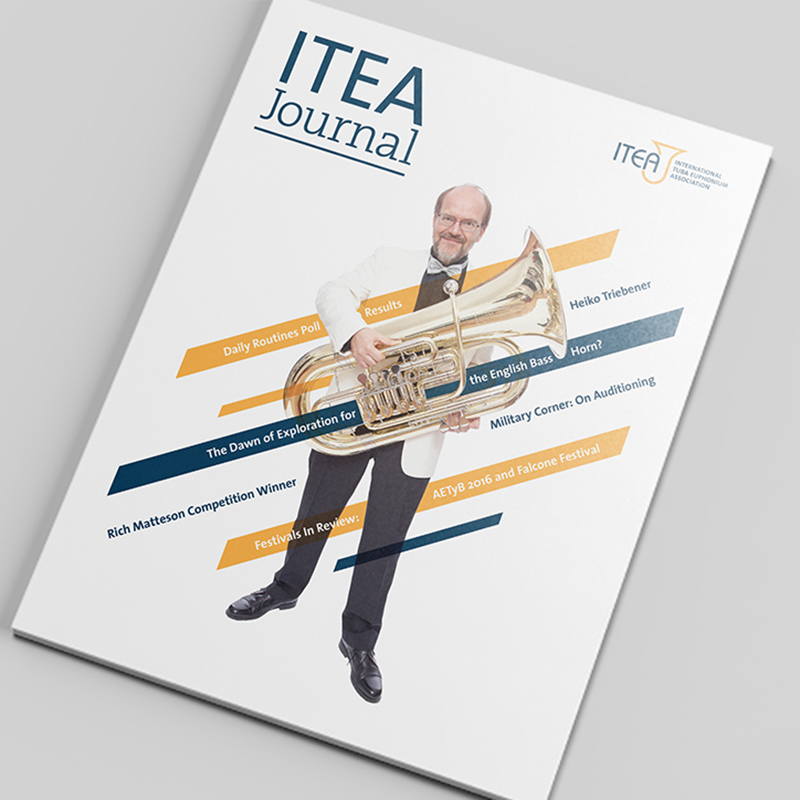 ITEA
Journal
ITEA
INTERNATIONAL
TUBA EUPHONIUM
ASSOCIATION
Daily Routines Poll Results
Heiko Triebener
The Dawn of Exploration for the English Bass Horn?
Military Corner: On Auditioning
Rich Matteson Competition Winner
Festivals In Review: AETyB 2016 and Falcone Festival